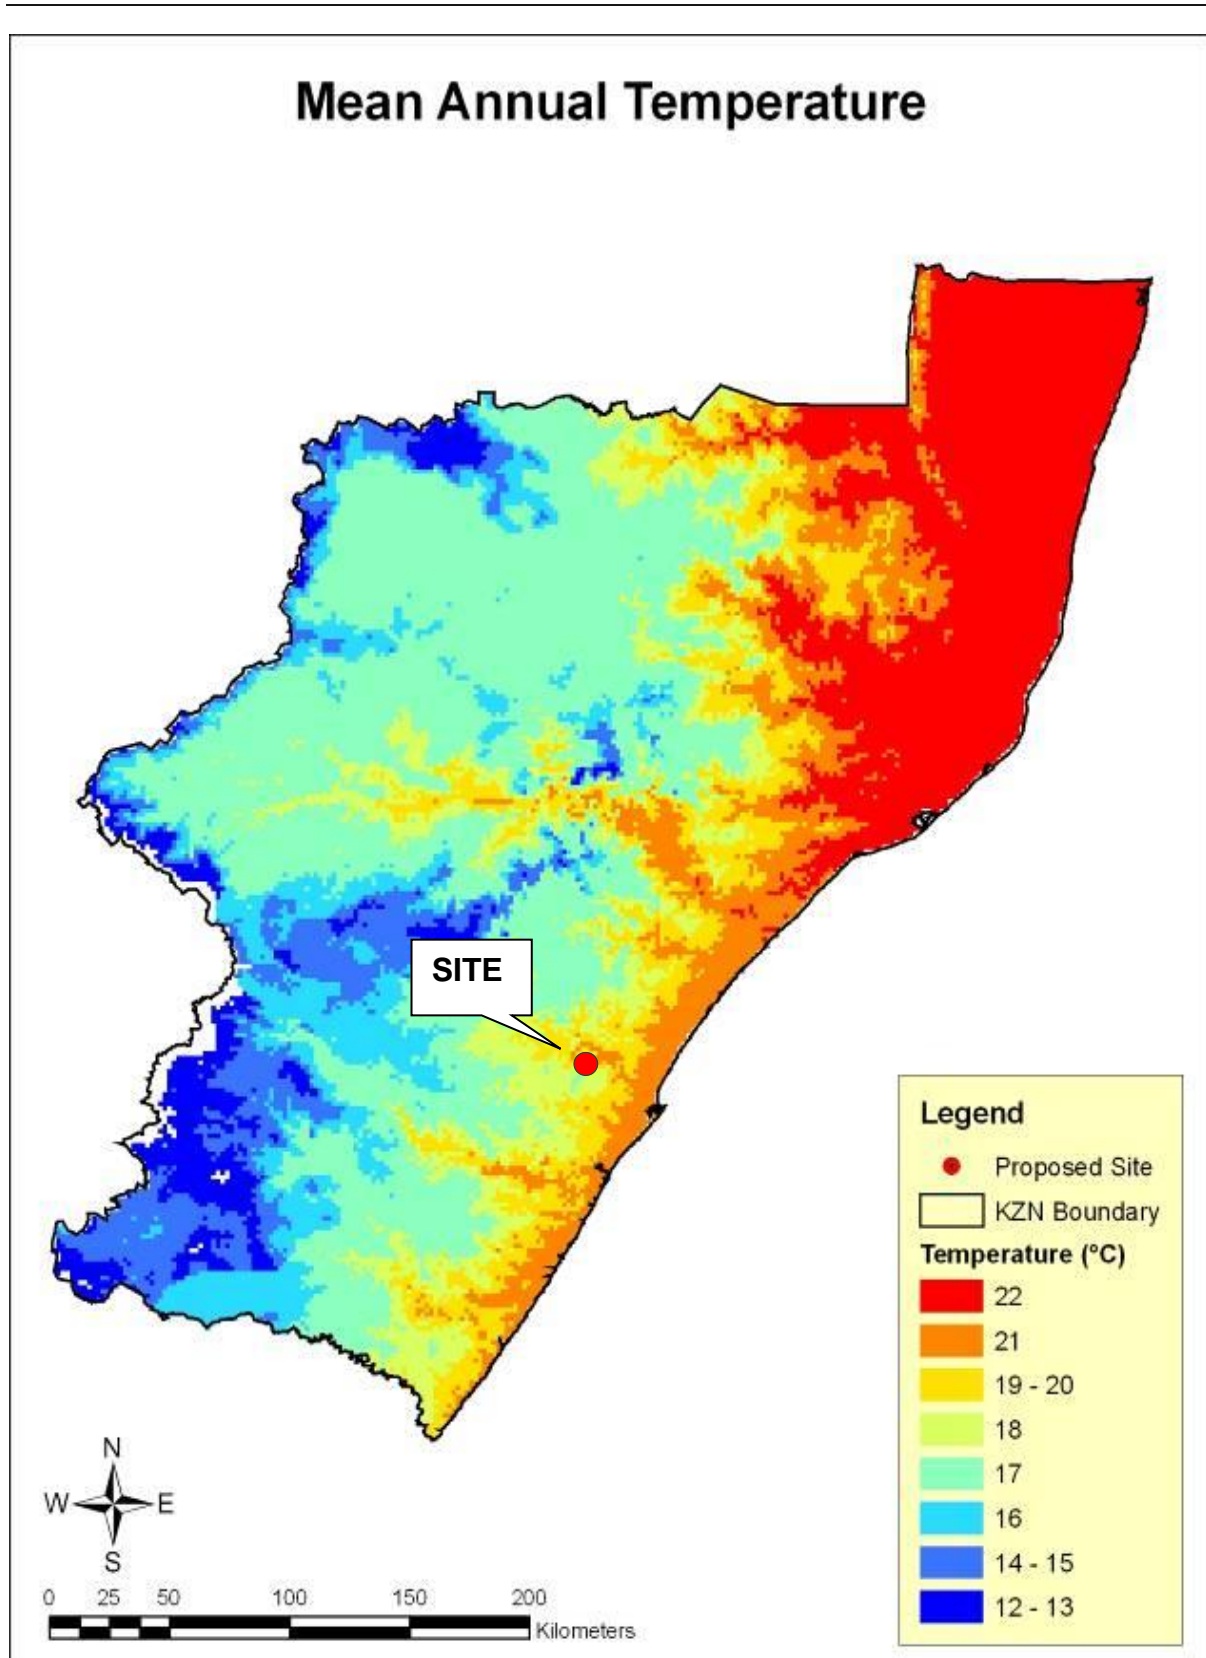 Mean Annual Temperature
SITE
Legend
Proposed Site
KZN Boundary
Temperature (°C)
22
21
19 - 20
18
17
16
14 - 15
12 - 13
N
W E
S
0 25 50 100 150 200
Kilometers